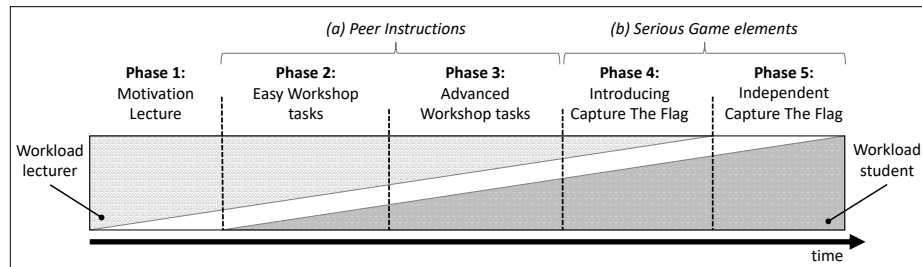 (a) Peer Instructions
(b) Serious Game elements
Phase 1:
Motivation
Lecture
Phase 2:
Easy Workshop
tasks
Phase 3:
Advanced
Workshop tasks
Phase 4:
Introducing
Capture The Flag
Phase 5:
Independent
Capture The Flag
Workload
lecturer
Workload
student
time